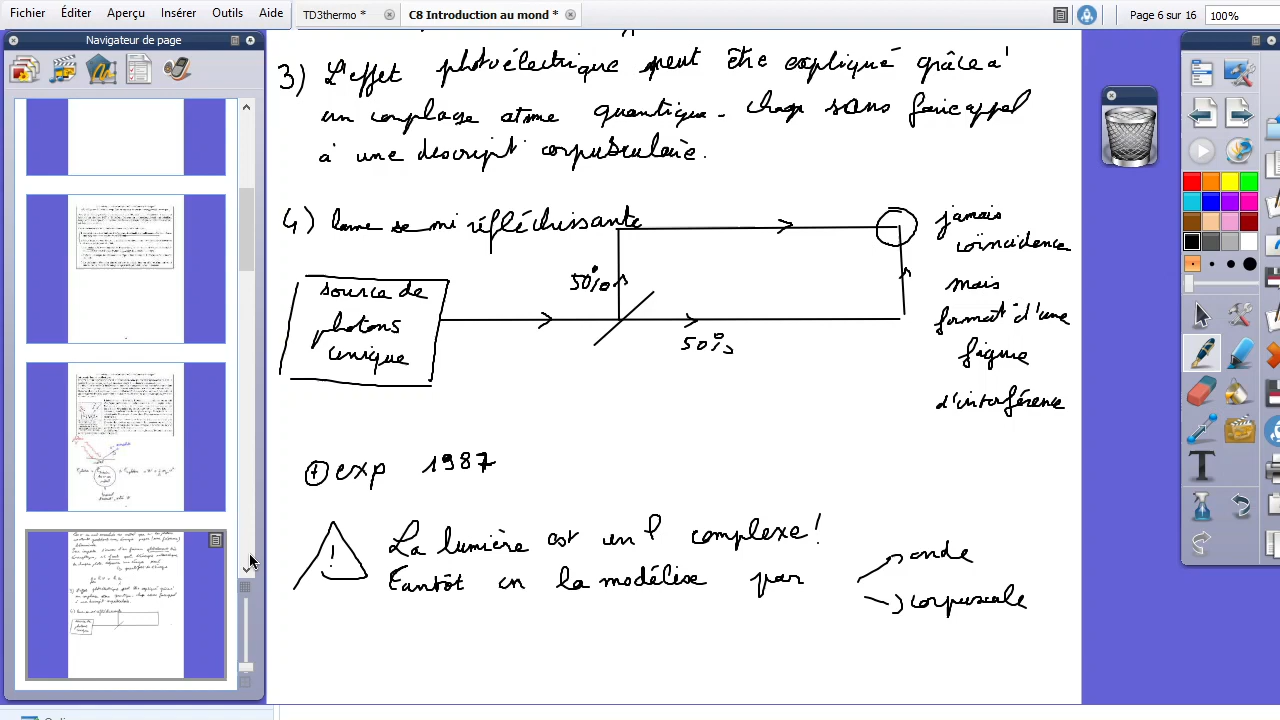 Fichier Éditer Aperçu Insérer Outils Aide
TD3thermo *
C8 Introduction au mond *
Page 6 sur 16
100%
Navigateur de page
3) L'effet photoélectrique peut être expliqué grâce à
un couplage atome quantique - champ sans faire appel
à une descript° corpusculaire.
4) lame semi réfléchissante
source de
photons
unique
50%
50%
jamais
coïncidence
mais
format° d'une
figure
d'interférence
⊕ exp 1987
! La lumière est un complexe !
Tantôt on la modélise par
onde
corpuscule